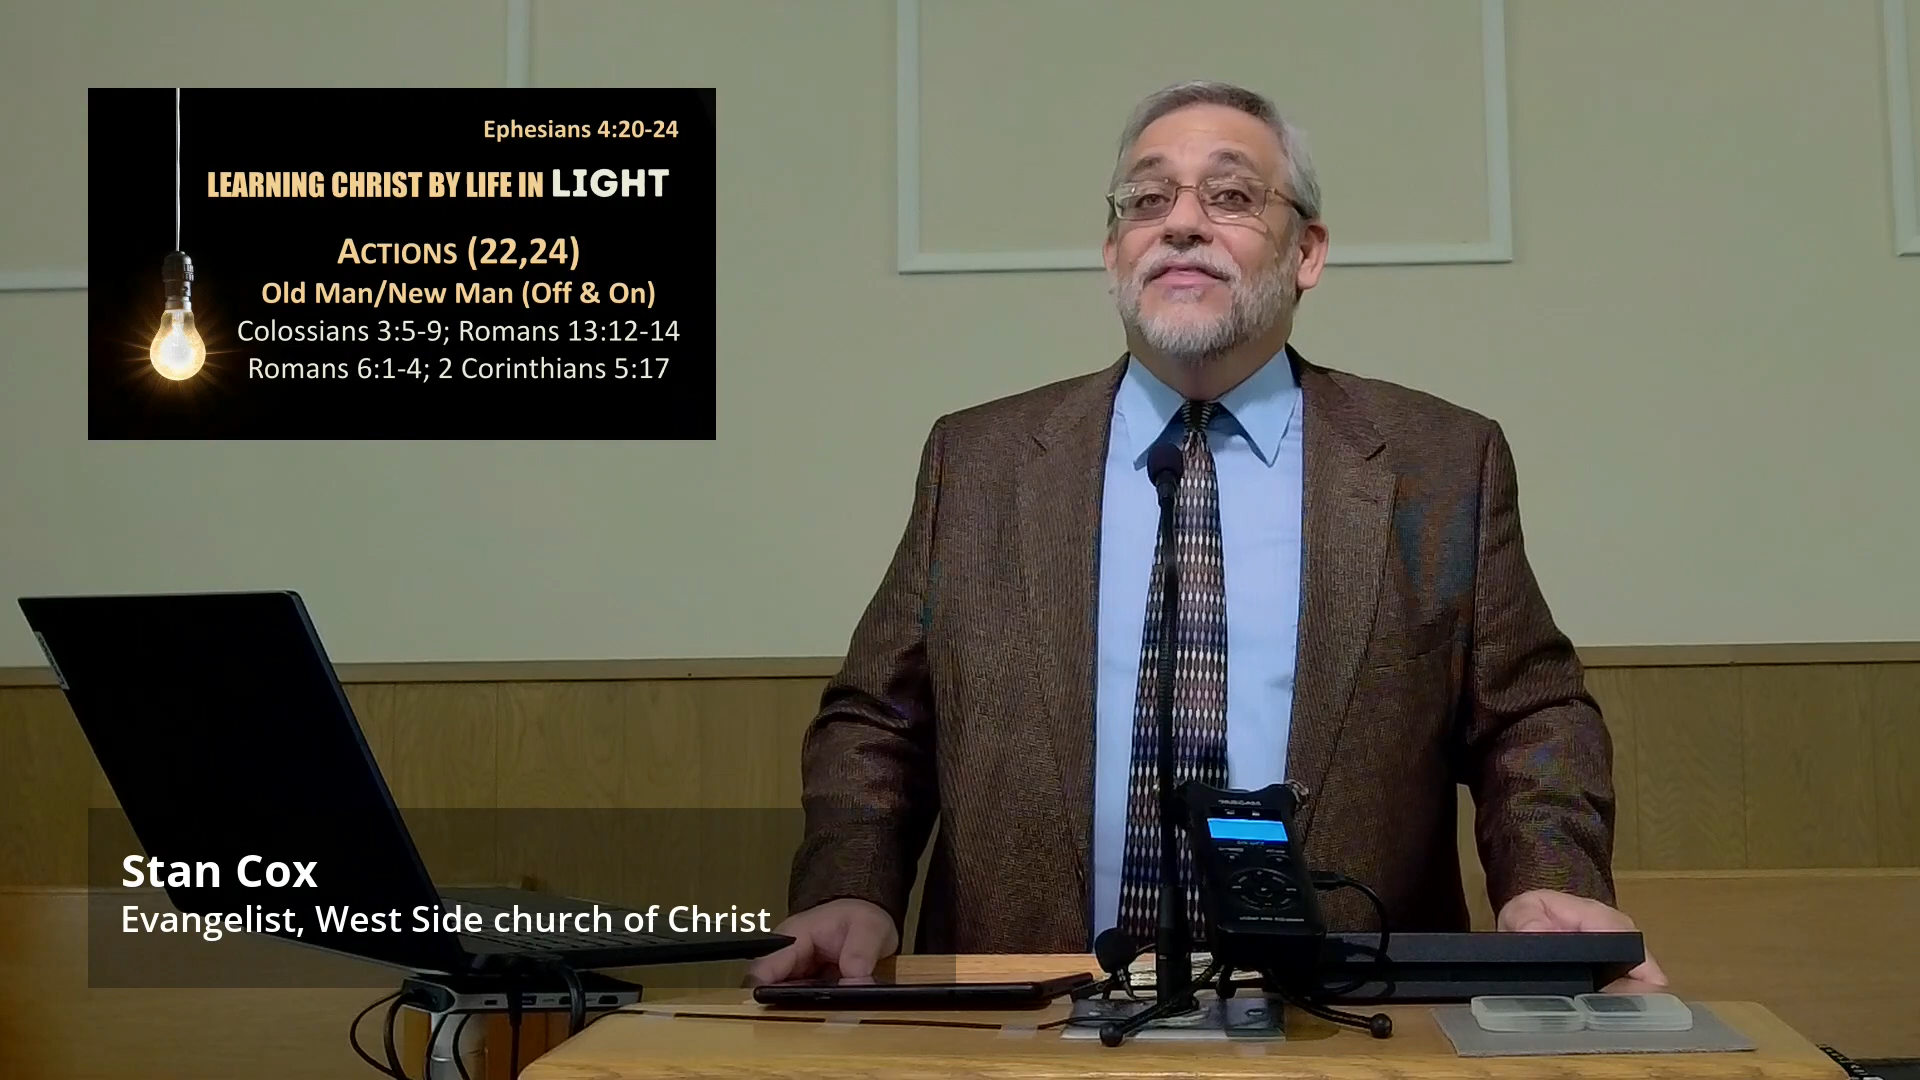 Ephesians 4:20-24
LEARNING CHRIST BY LIFE IN LIGHT
ACTIONS (22,24)
Old Man/New Man (Off & On)
Colossians 3:5-9; Romans 13:12-14
Romans 6:1-4; 2 Corinthians 5:17
Stan Cox
Evangelist, West Side church of Christ